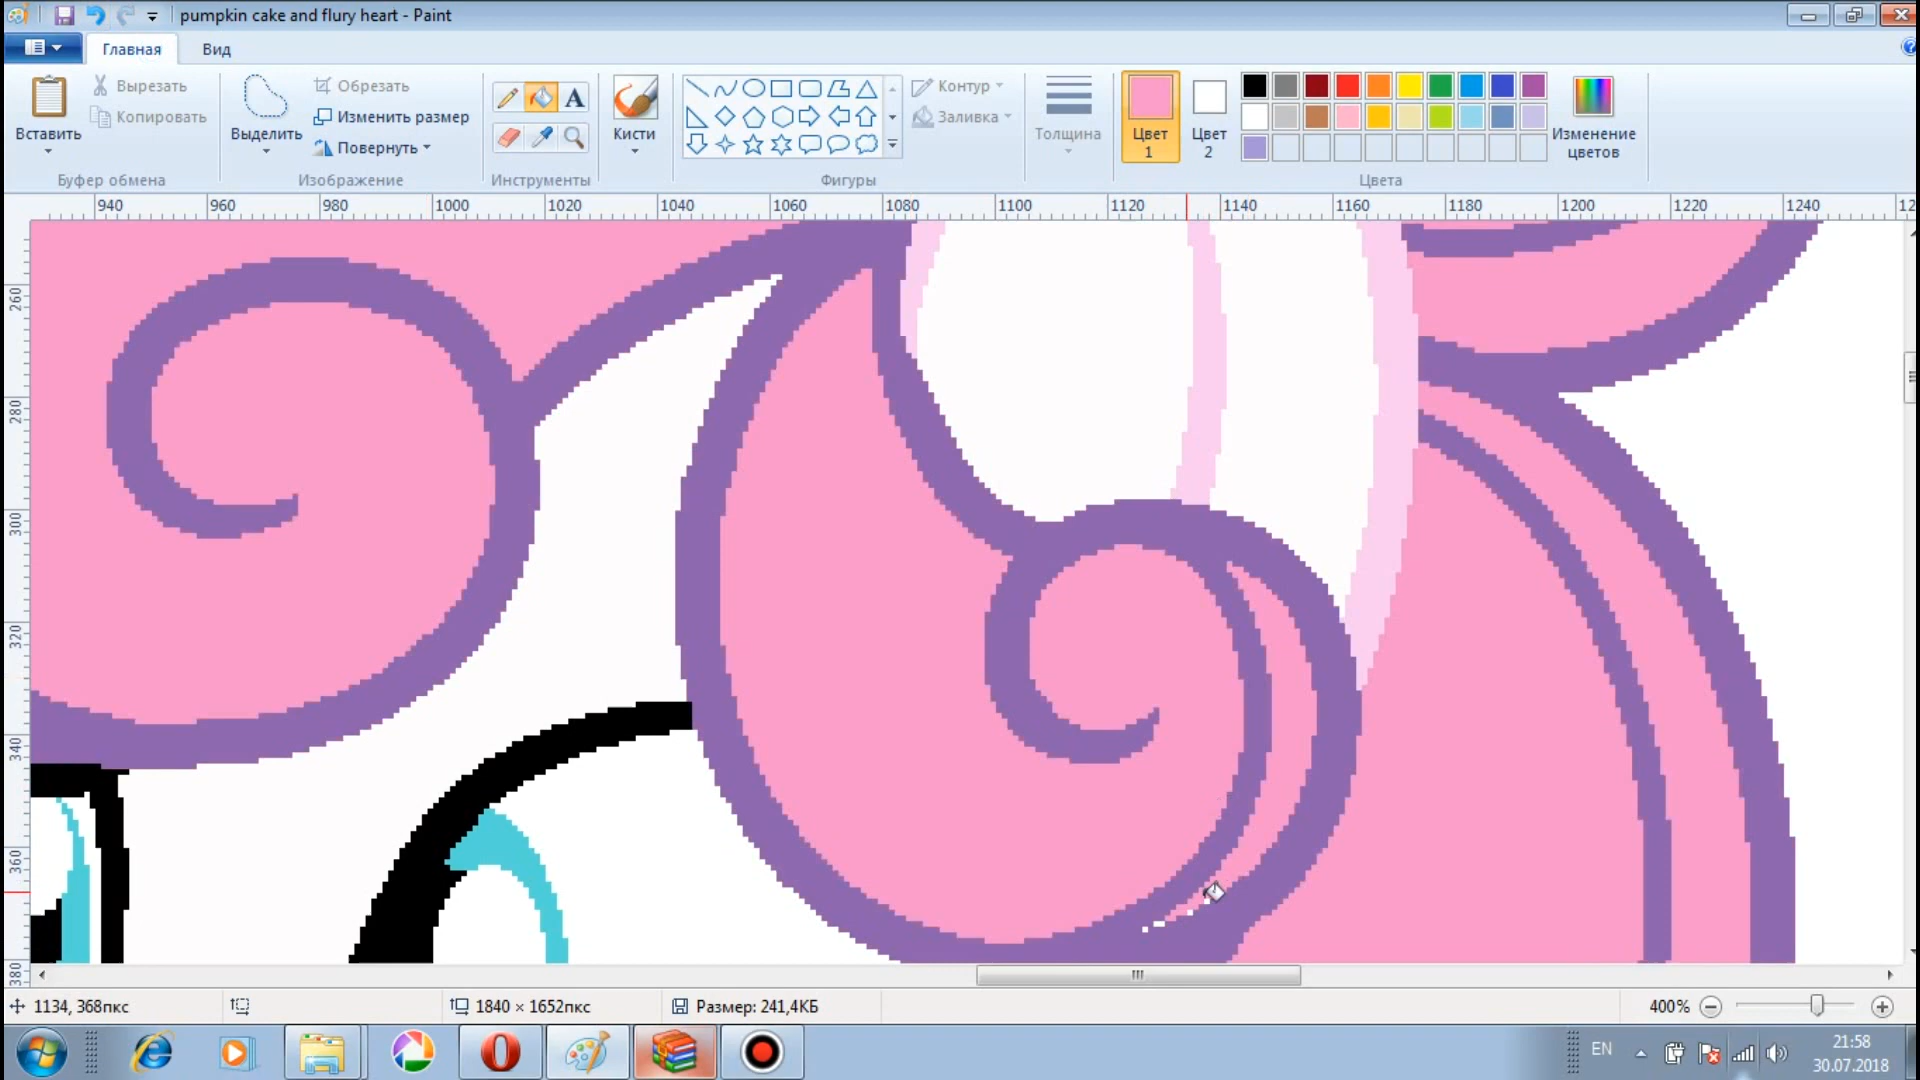 pumpkin cake and flury heart - Paint
Главная Вид
Вставить
Вырезать
Копировать
Буфер обмена
Выделить
Обрезать
Изменить размер
Повернуть
Изображение
A
Инструменты
Кисти
Контур
Заливка
Фигуры
Толщина
Цвет
1
Цвет
2
Изменение
цветов
Цвета
940 960 980 1000 1020 1040 1060 1080 1100 1120 1140 1160 1180 1200 1220 1240 12
260
280
300
320
340
360
380
1134, 368пкс
1840 × 1652пкс
Размер: 241,4КБ
400%
EN
21:58
30.07.2018